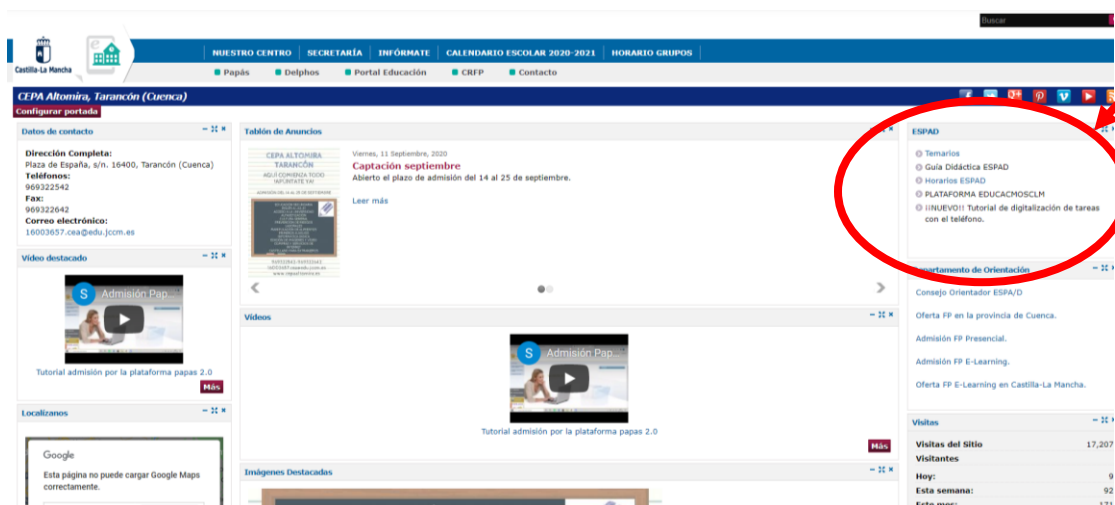 Buscar
Castilla-La Mancha
NUESTRO CENTRO
SECRETARÍA
INFÓRMATE
CALENDARIO ESCOLAR 2020-2021
HORARIO GRUPOS
Papás
Delphos
Portal Educación
CRFP
Contacto
CEPA Altomira, Tarancón (Cuenca)
Configurar portada
Datos de contacto
Dirección Completa:
Plaza de España, s/n. 16400, Tarancón (Cuenca)
Teléfonos:
969322542
Fax:
969322642
Correo electrónico:
16003657.cea@edu.jccm.es
Vídeo destacado
S Admisión Pap...
Tutorial admisión por la plataforma papas 2.0
Más
Localízanos
Google
Esta página no puede cargar Google Maps
correctamente.
Tablón de Anuncios
CEPA ALTOMIRA
TARANCÓN
AQUÍ COMIENZA TODO
¡APÚNTATE YA!
Viernes, 11 Septiembre, 2020
Captación septiembre
Abierto el plazo de admisión del 14 al 25 de septiembre.
Leer más
Vídeos
S Admisión Pap...
Tutorial admisión por la plataforma papas 2.0
Más
Imágenes Destacadas
ESPAD
Temarios
Guía Didáctica ESPAD
Horarios ESPAD
PLATAFORMA EDUCACMOSCLM
¡¡NUEVO!! Tutorial de digitalización de tareas
con el teléfono.
Departamento de Orientación
Consejo Orientador ESPA/D
Oferta FP en la provincia de Cuenca.
Admisión FP Presencial.
Admisión FP E-Learning.
Oferta FP E-Learning en Castilla-La Mancha.
Visitas
Visitas del Sitio 17,207
Visitantes
Hoy: 9
Esta semana: 92
Este mes: 171